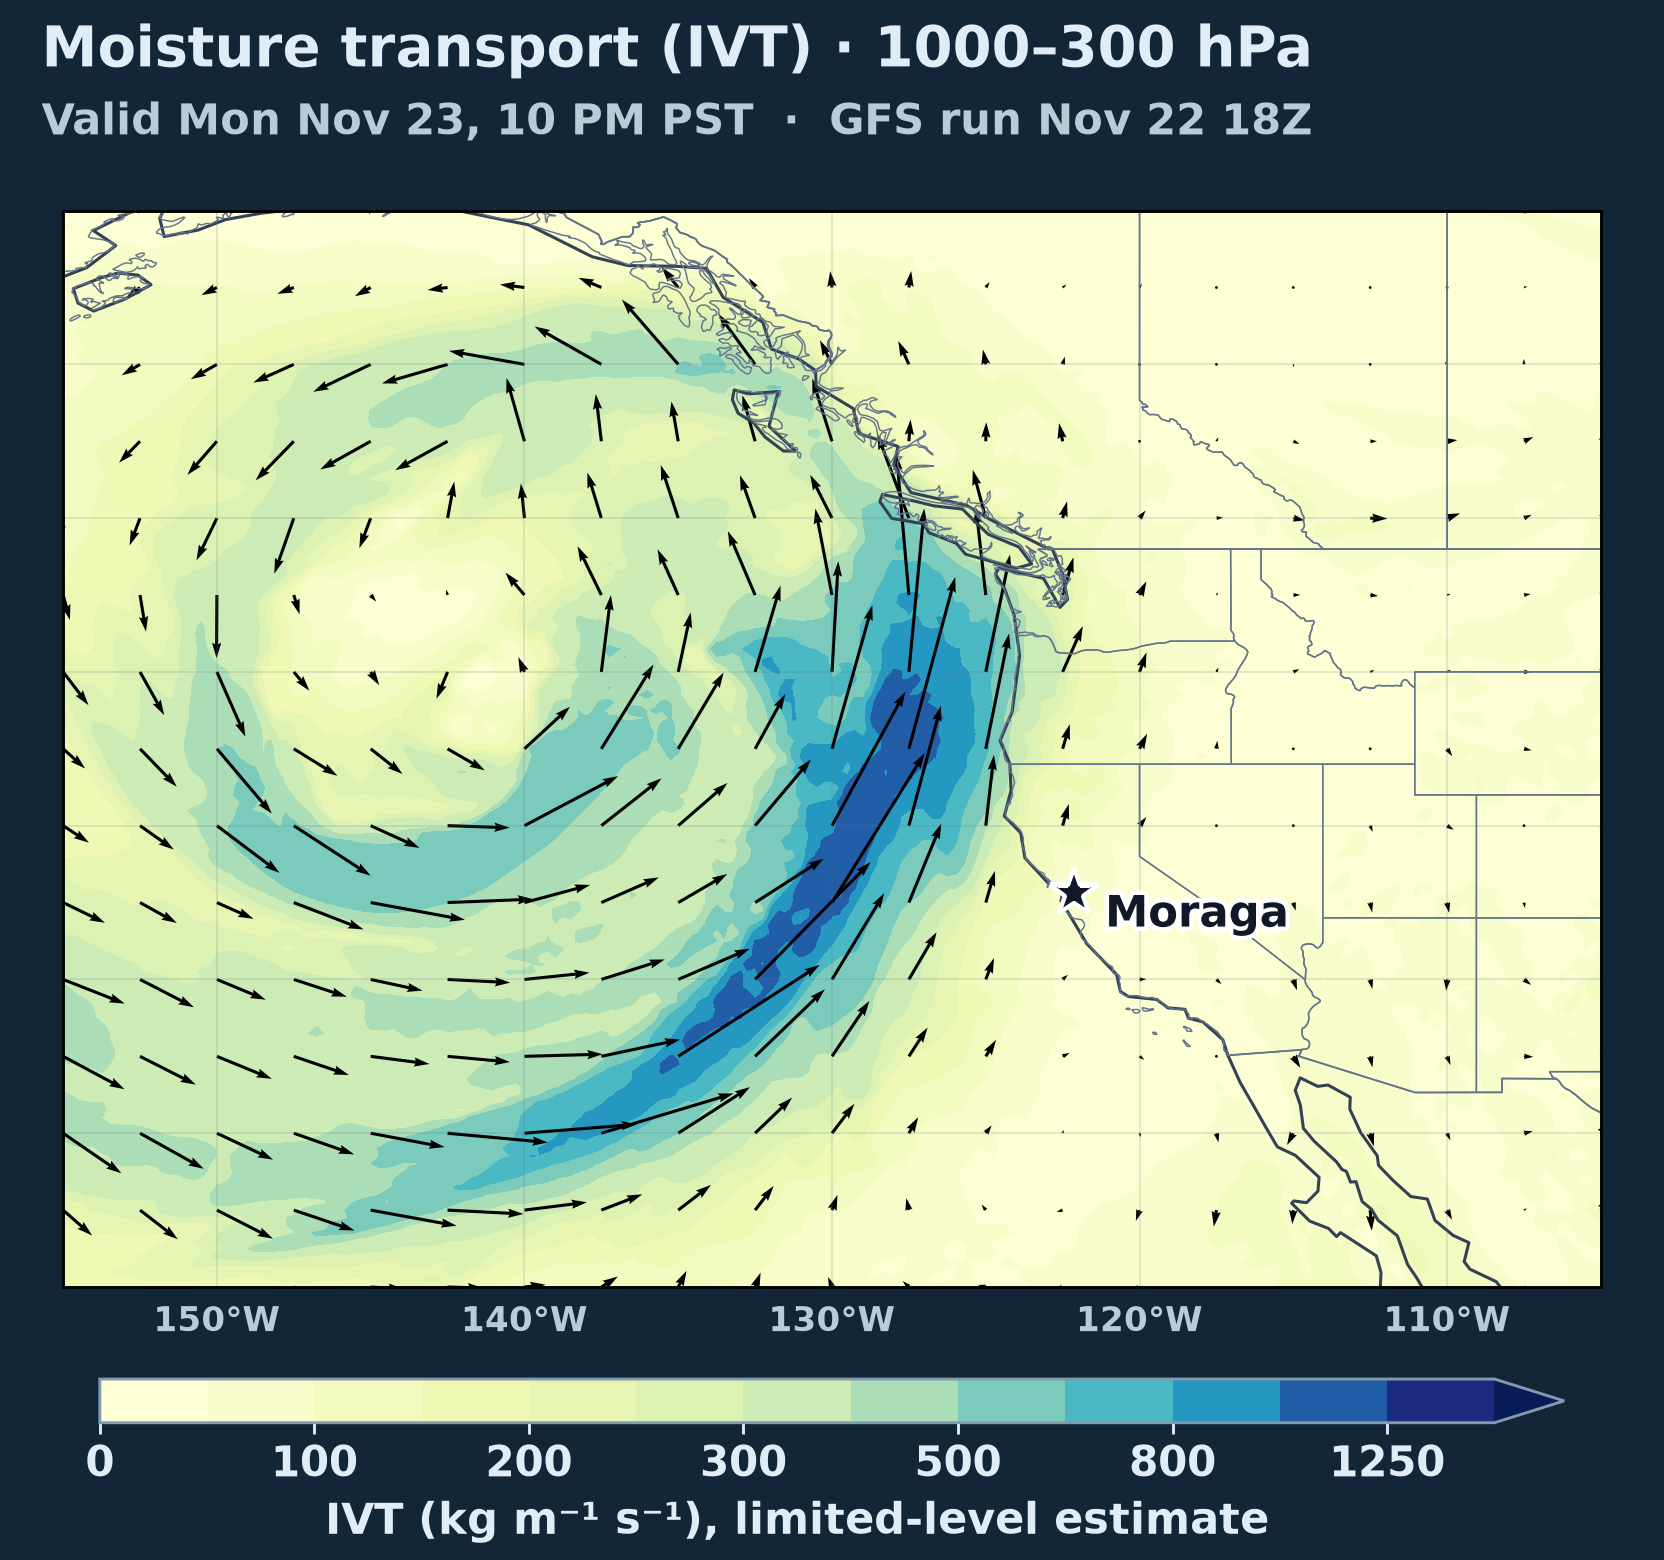 Moisture transport (IVT) · 1000–300 hPa
Valid Mon Nov 23, 10 PM PST · GFS run Nov 22 18Z
Moraga
150°W 140°W 130°W 120°W 110°W
0 100 200 300 500 800 1250
IVT (kg m⁻¹ s⁻¹), limited-level estimate